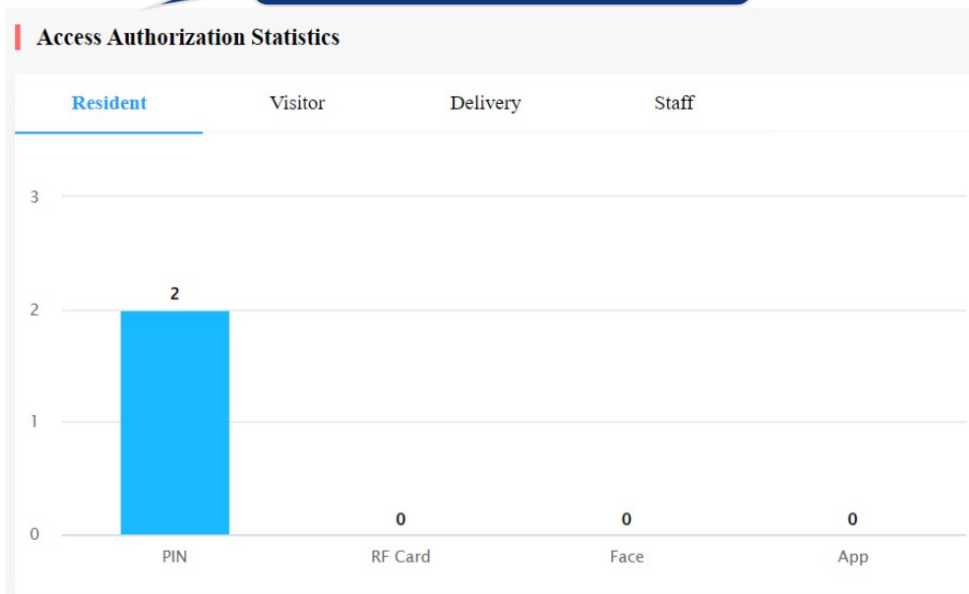 Access Authorization Statistics
Resident Visitor Delivery Staff
3
2
2
1
0 0 0 0
PIN RF Card Face App